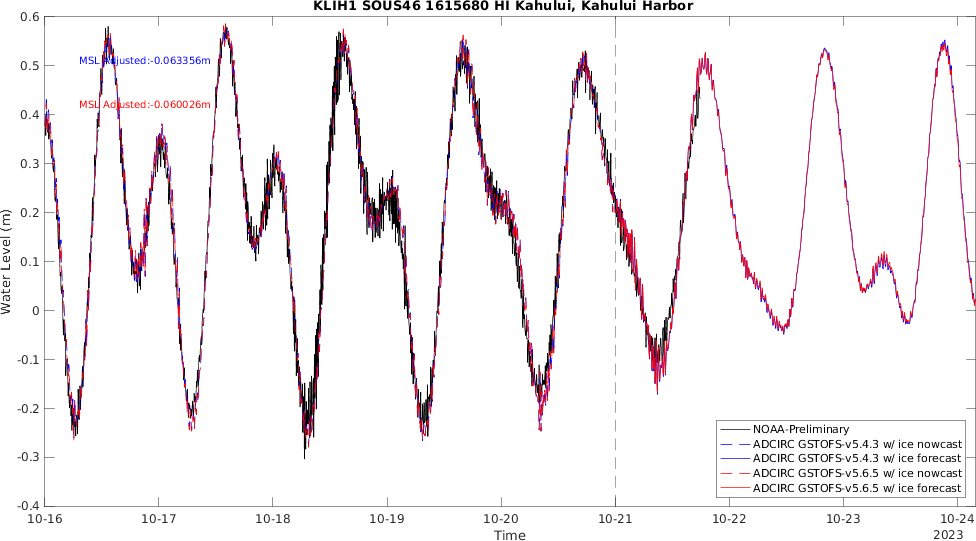 KLIH1 SOUS46 1615680 HI Kahului, Kahului Harbor
0.6
0.5
0.4
0.3
0.2
0.1
0
-0.1
-0.2
-0.3
-0.4
Water Level (m)
MSL Adjusted:-0.063356m
MSL Adjusted:-0.060026m
NOAA-Preliminary
ADCIRC GSTOFS-v5.4.3 w/ ice nowcast
ADCIRC GSTOFS-v5.4.3 w/ ice forecast
ADCIRC GSTOFS-v5.6.5 w/ ice nowcast
ADCIRC GSTOFS-v5.6.5 w/ ice forecast
10-16 10-17 10-18 10-19 10-20 10-21 10-22 10-23 10-24
Time
2023